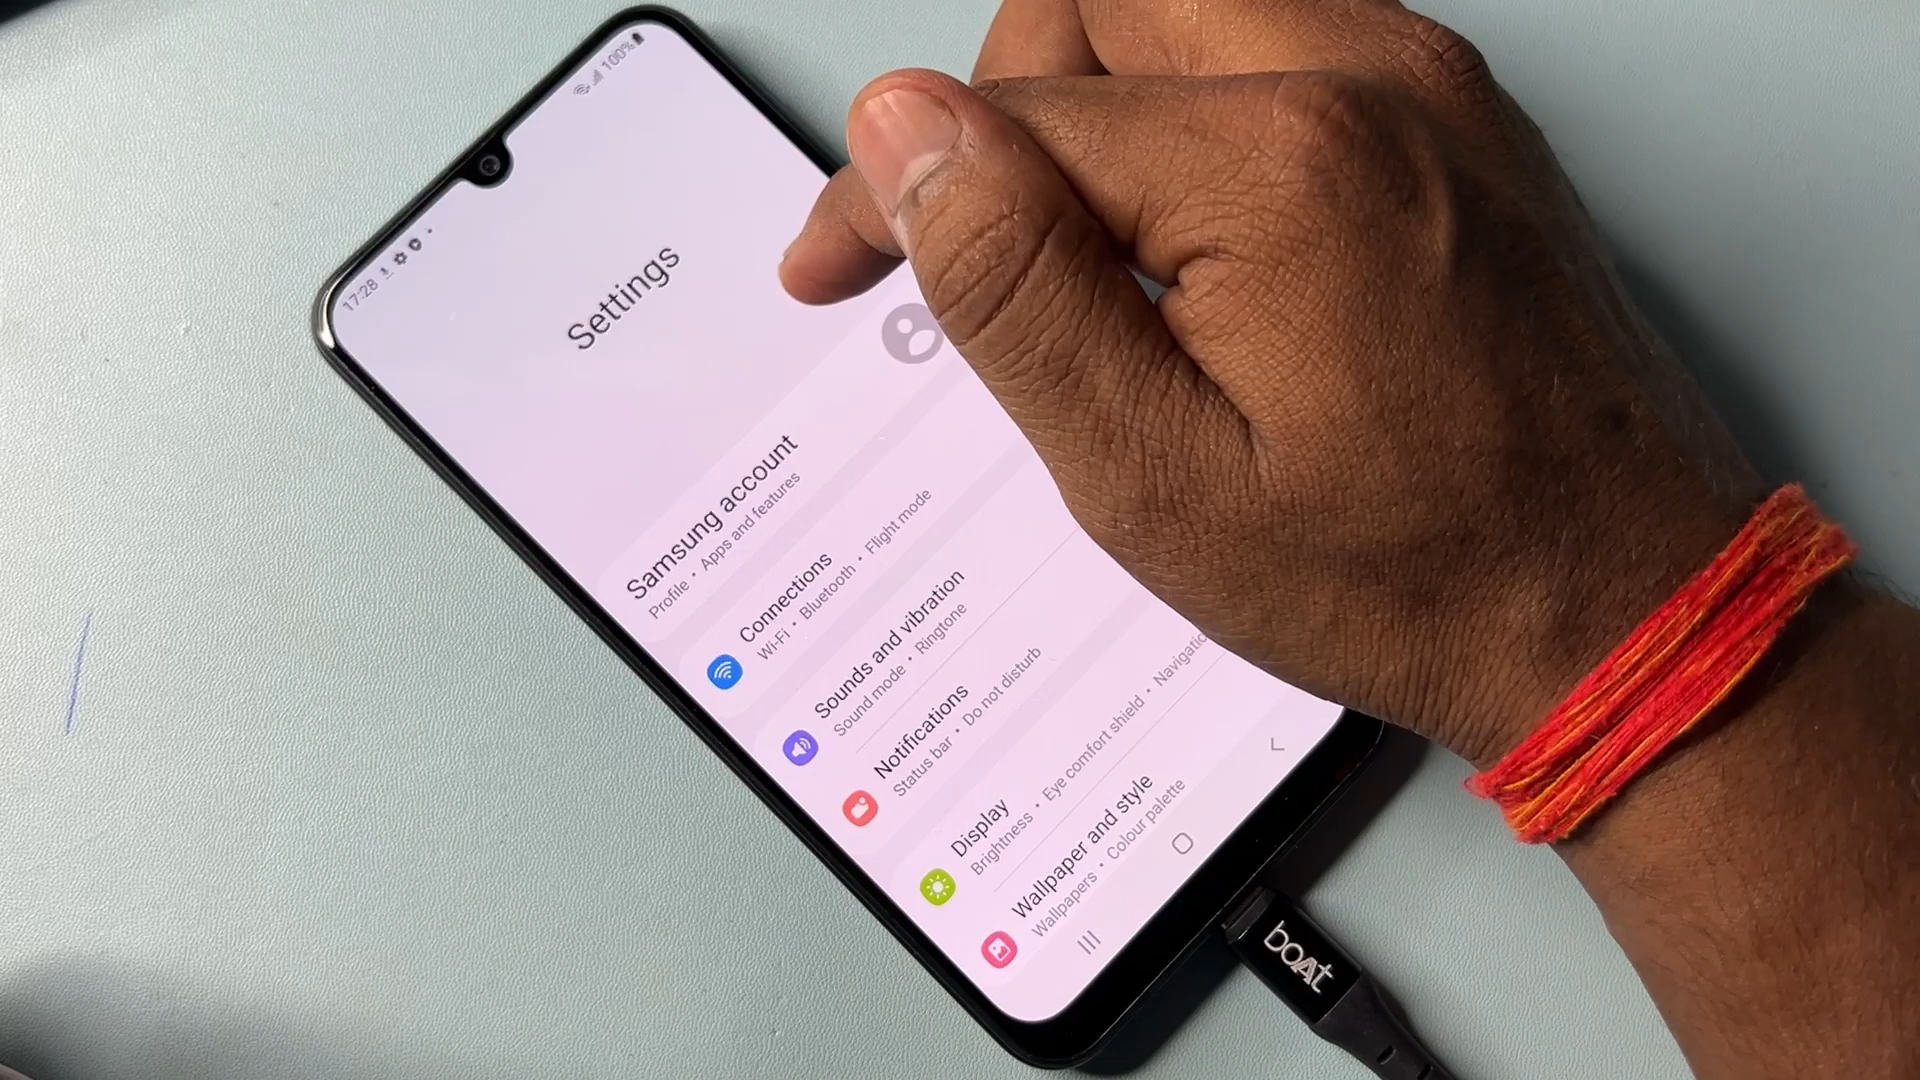 17:28
100%
Settings
Samsung account
Profile • Apps and features
Connections
Wi-Fi • Bluetooth • Flight mode
Sounds and vibration
Sound mode • Ringtone
Notifications
Status bar • Do not disturb
Display
Brightness • Eye comfort shield • Navigatio
Wallpaper and style
Wallpapers • Colour palette
boAt